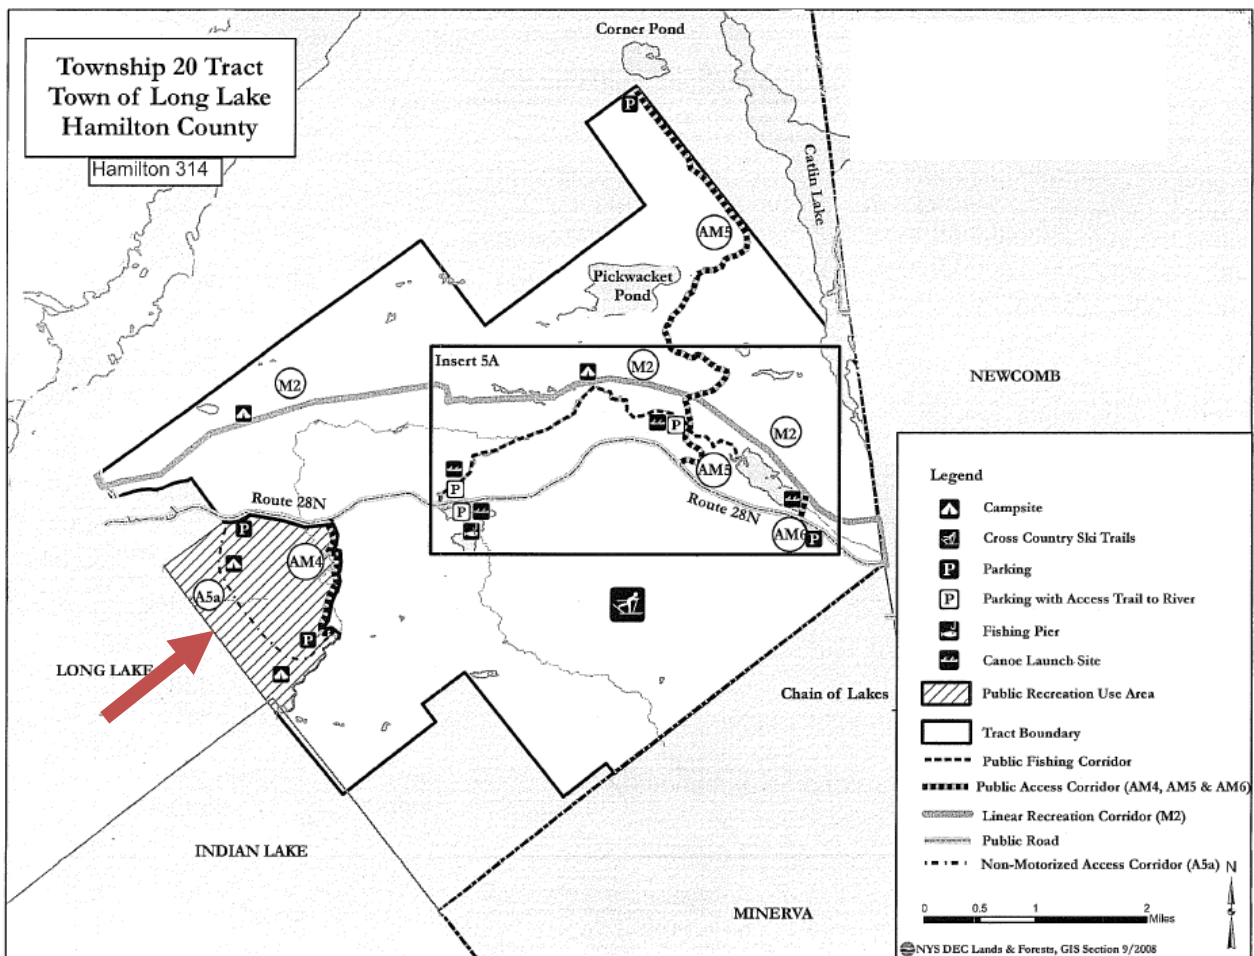 Township 20 Tract
Town of Long Lake
Hamilton County
Hamilton 314
Corner Pond
P
Catlin Lake
AM5
Pickwacket
Pond
Insert 5A
M2
M2
NEWCOMB
M2
P
AM5
P
Route 28N
Route 28N
P
P
AM6
P
AM4
A5a
P
LONG LAKE
Chain of Lakes
INDIAN LAKE
MINERVA
Legend
Campsite
Cross Country Ski Trails
P Parking
P Parking with Access Trail to River
Fishing Pier
Canoe Launch Site
Public Recreation Use Area
Tract Boundary
Public Fishing Corridor
Public Access Corridor (AM4, AM5 & AM6)
Linear Recreation Corridor (M2)
Public Road
Non-Motorized Access Corridor (A5a)
N
0 0.5 1 2
Miles
NYS DEC Lands & Forests, GIS Section 9/2008